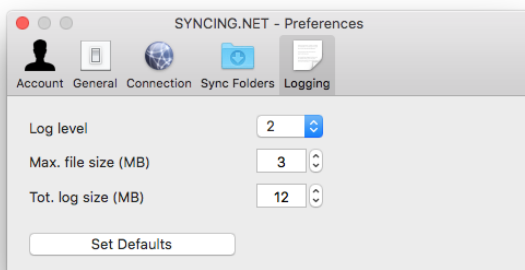 SYNCING.NET - Preferences
Account General Connection Sync Folders Logging
Log level 2
Max. file size (MB) 3
Tot. log size (MB) 12
Set Defaults